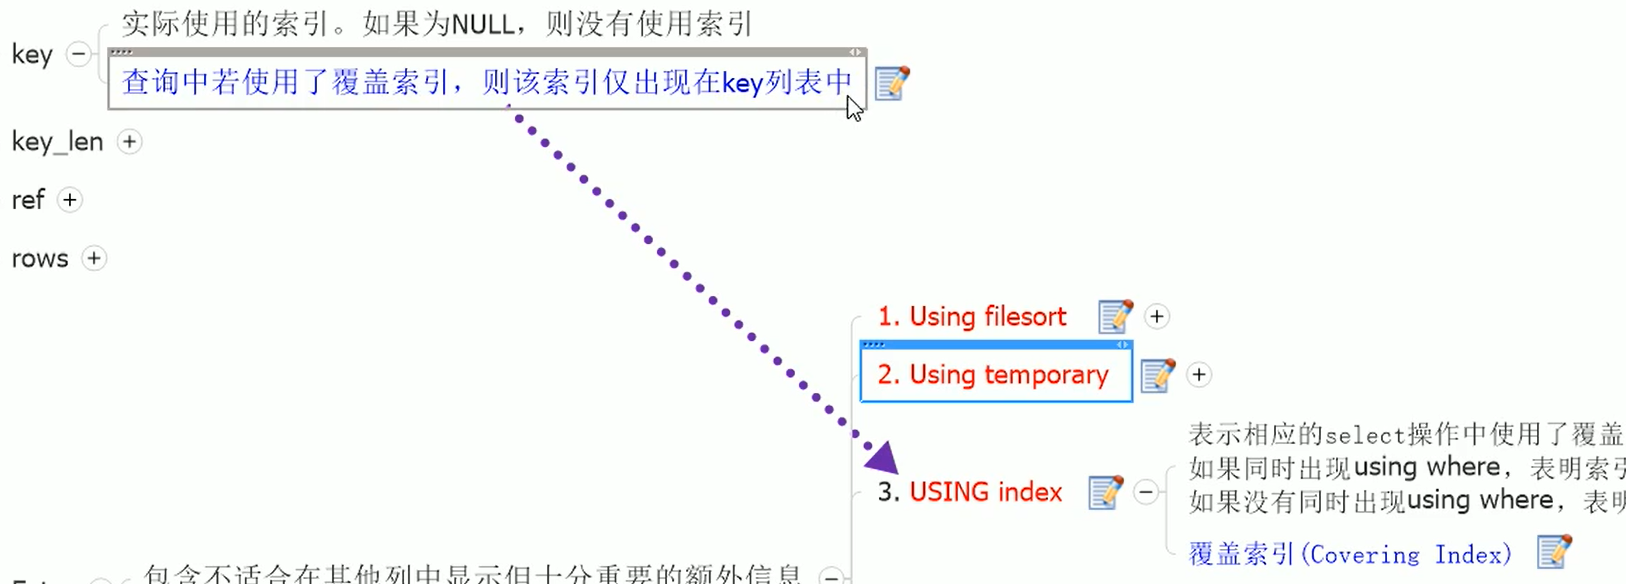 实际使用的索引。如果为NULL，则没有使用索引
key
查询中若使用了覆盖索引，则该索引仅出现在key列表中
key_len
ref
rows
1. Using filesort
2. Using temporary
表示相应的select操作中使用了覆盖
如果同时出现using where，表明索引
3. USING index
如果没有同时出现using where，表明
覆盖索引(Covering Index)
包含不适合在其他列中显示但十分重要的额外信息